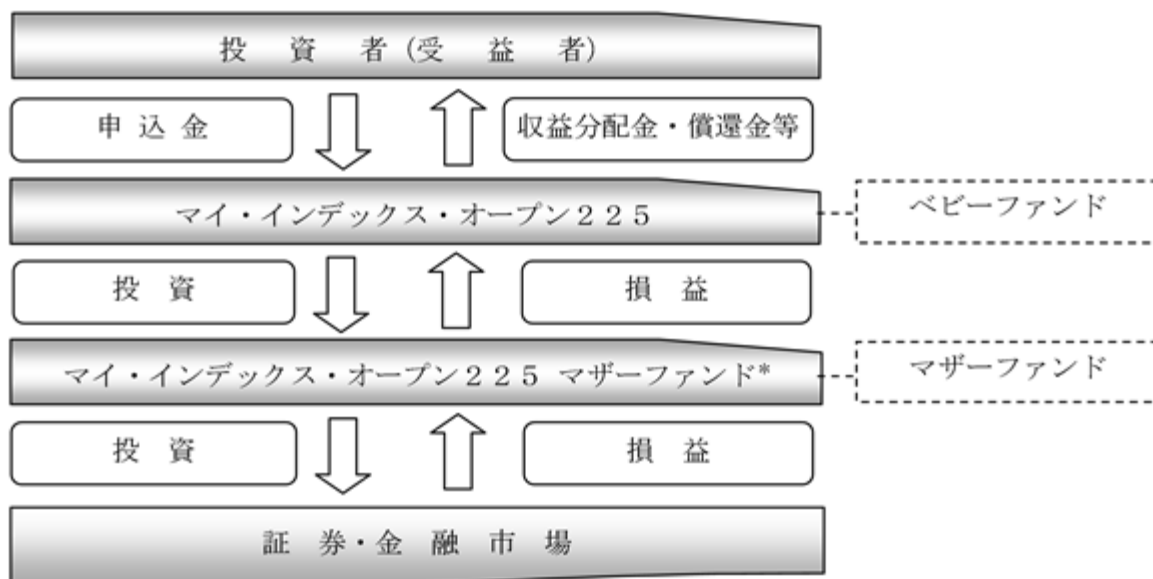 投資者(受益者)
申込金
収益分配金・償還金等
マイ・インデックス・オープン２２５
ベビーファンド
投資
損益
マイ・インデックス・オープン２２５ マザーファンド*
マザーファンド
投資
損益
証券・金融市場